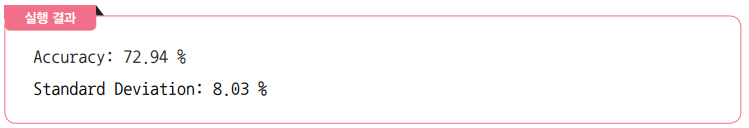 실행 결과
Accuracy: 72.94 %
Standard Deviation: 8.03 %